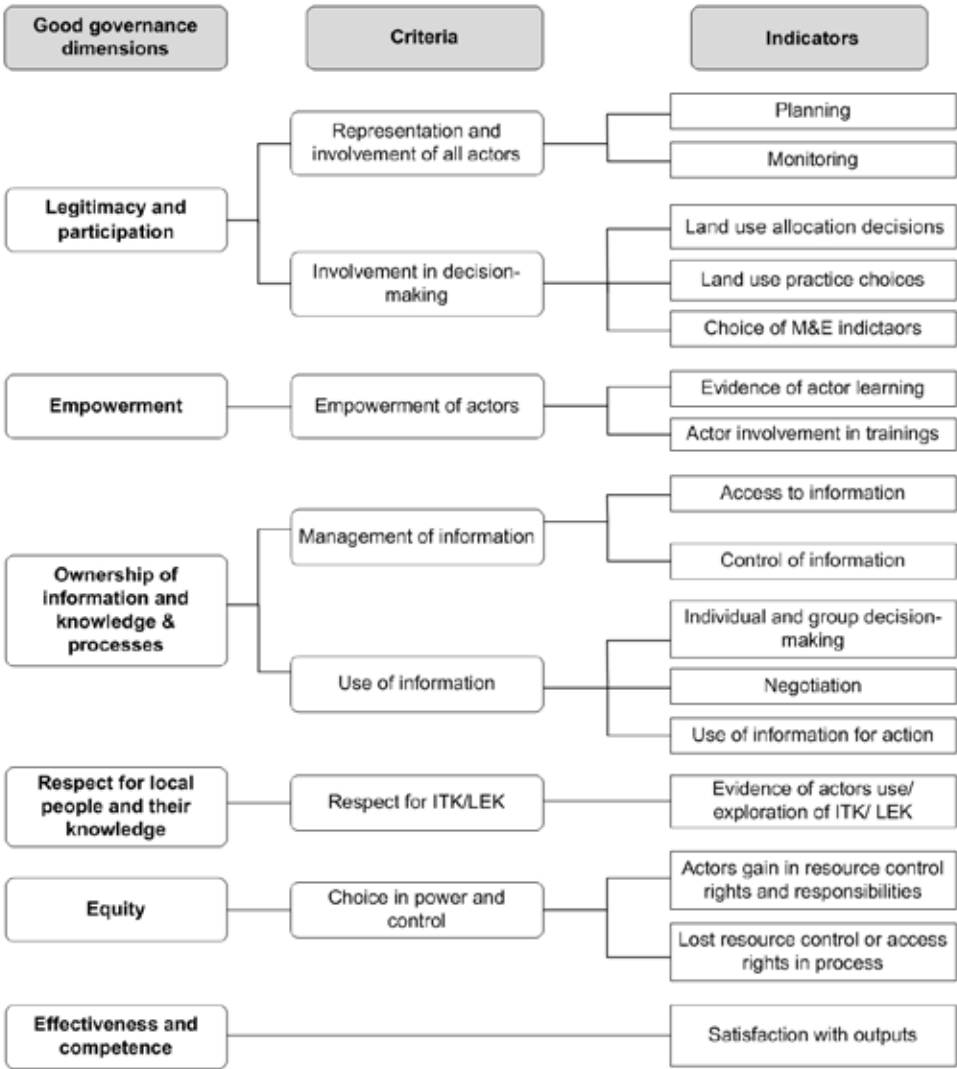 Good governance
dimensions
Criteria
Indicators
Legitimacy and
participation
Representation and
involvement of all actors
Planning
Monitoring
Involvement in decision-
making
Land use allocation decisions
Land use practice choices
Choice of M&E indictaors
Empowerment
Empowerment of actors
Evidence of actor learning
Actor involvement in trainings
Ownership of
information and
knowledge &
processes
Management of information
Access to information
Control of information
Use of information
Individual and group decision-
making
Negotiation
Use of information for action
Respect for local
people and their
knowledge
Respect for ITK/LEK
Evidence of actors use/
exploration of ITK/ LEK
Equity
Choice in power and
control
Actors gain in resource control
rights and responsibilities
Lost resource control or access
rights in process
Effectiveness and
competence
Satisfaction with outputs